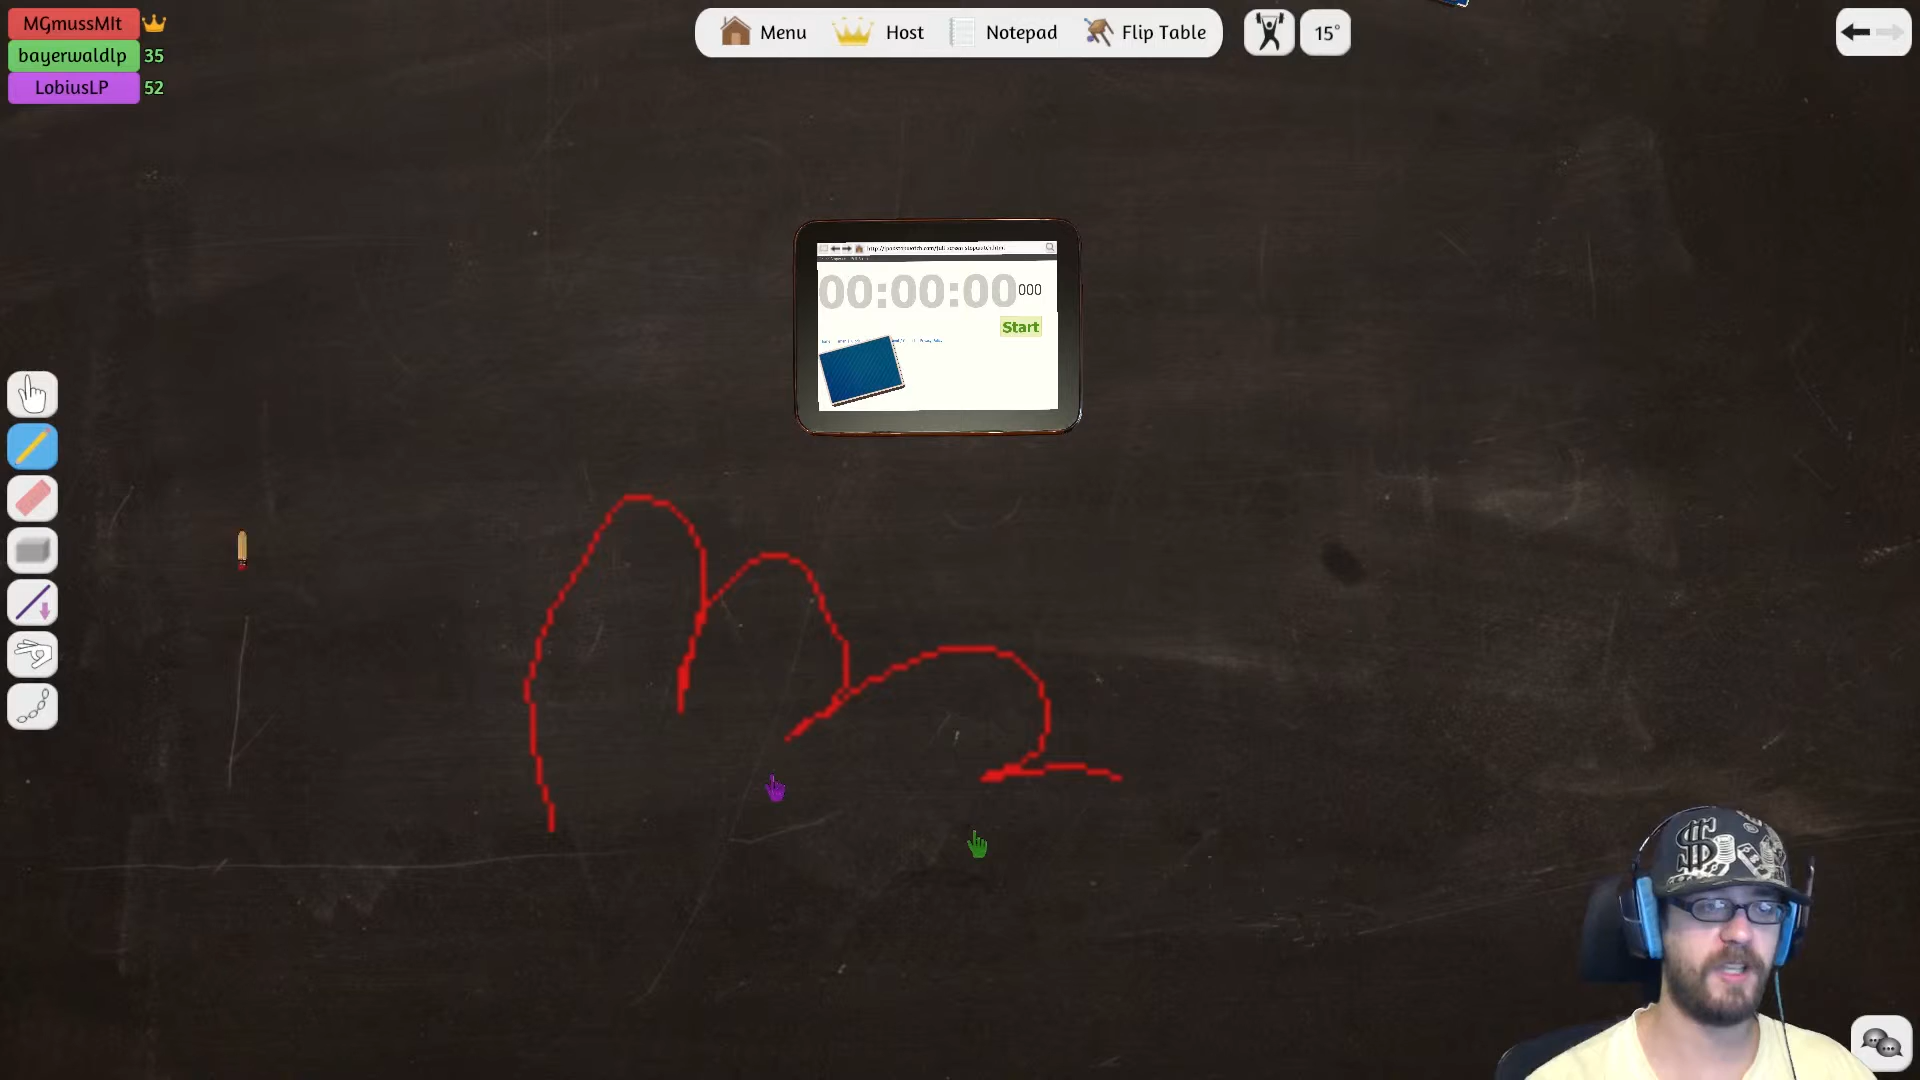 MGmussMIt
bayerwaldlp 35
LobiusLP 52
Menu Host Notepad Flip Table 15°
00:00:00 000
Start